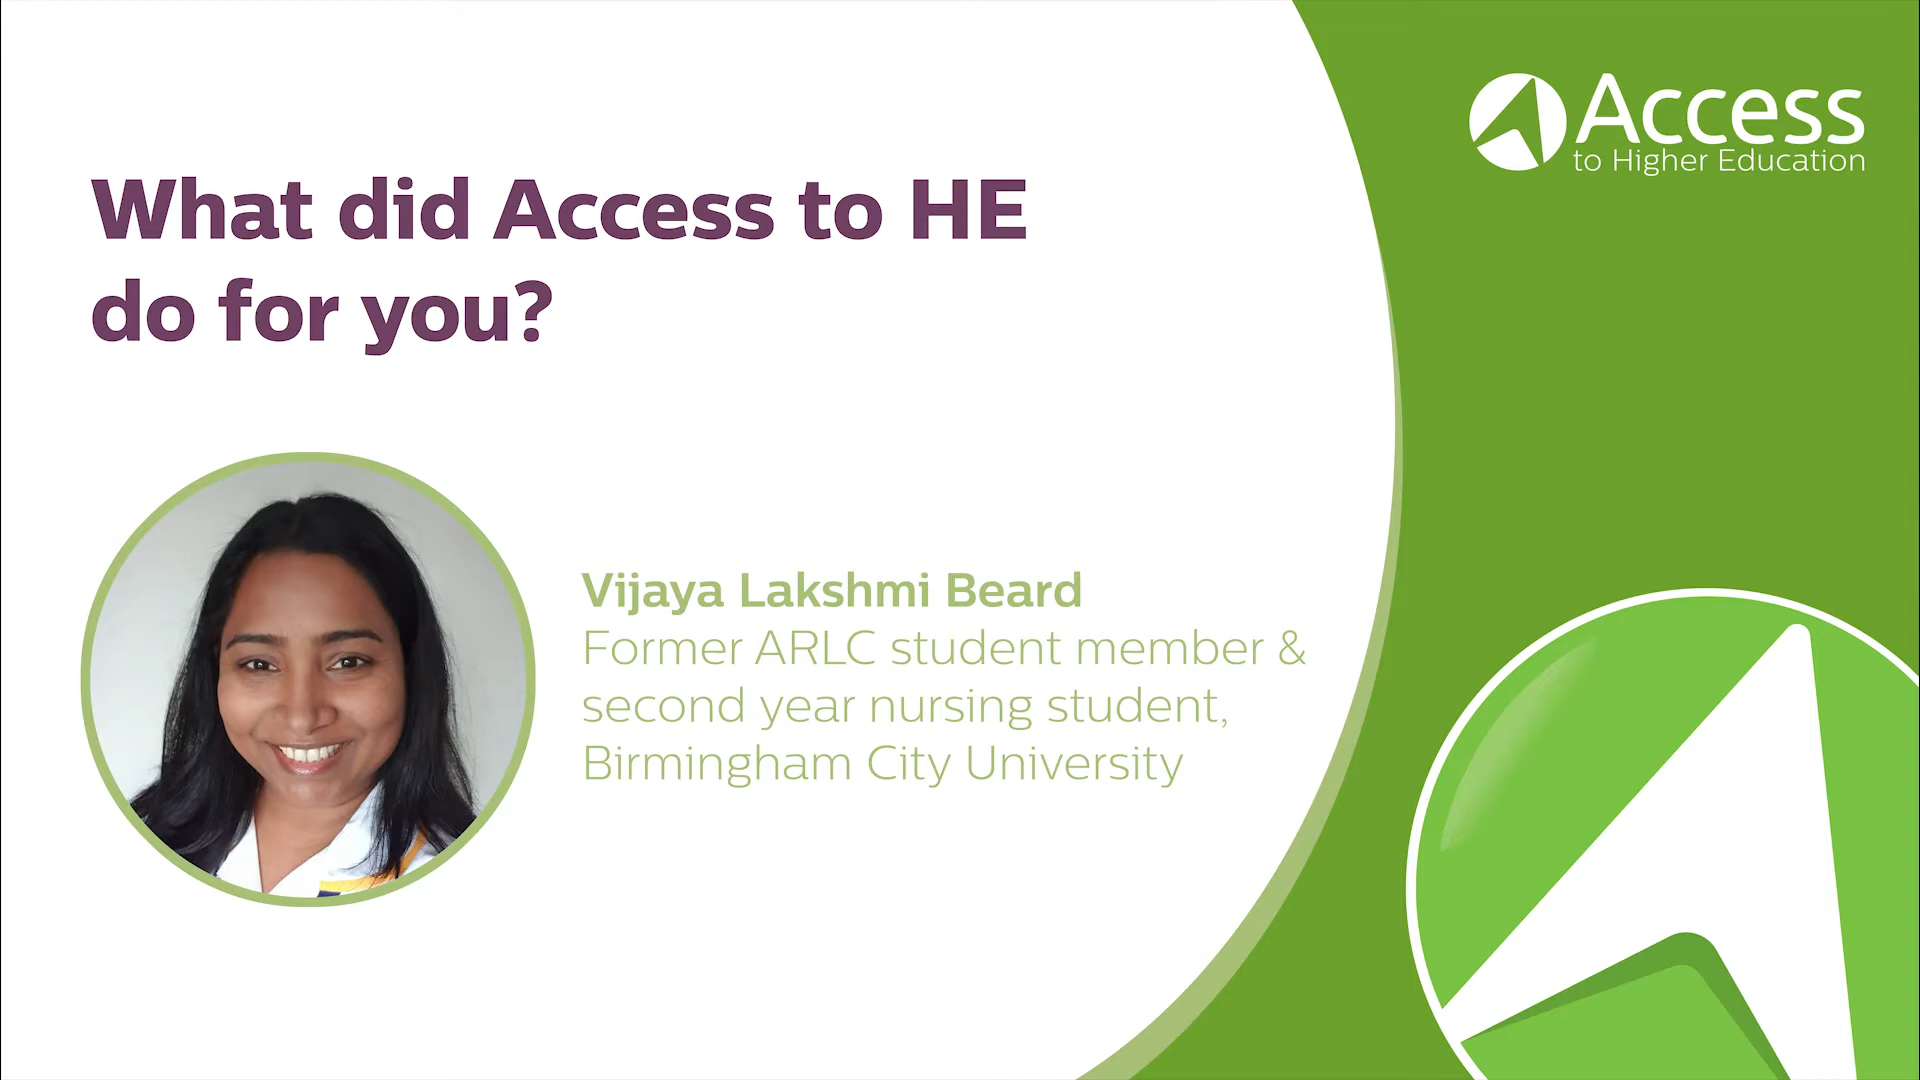 Access
to Higher Education
What did Access to HE
do for you?
Vijaya Lakshmi Beard
Former ARLC student member &
second year nursing student,
Birmingham City University